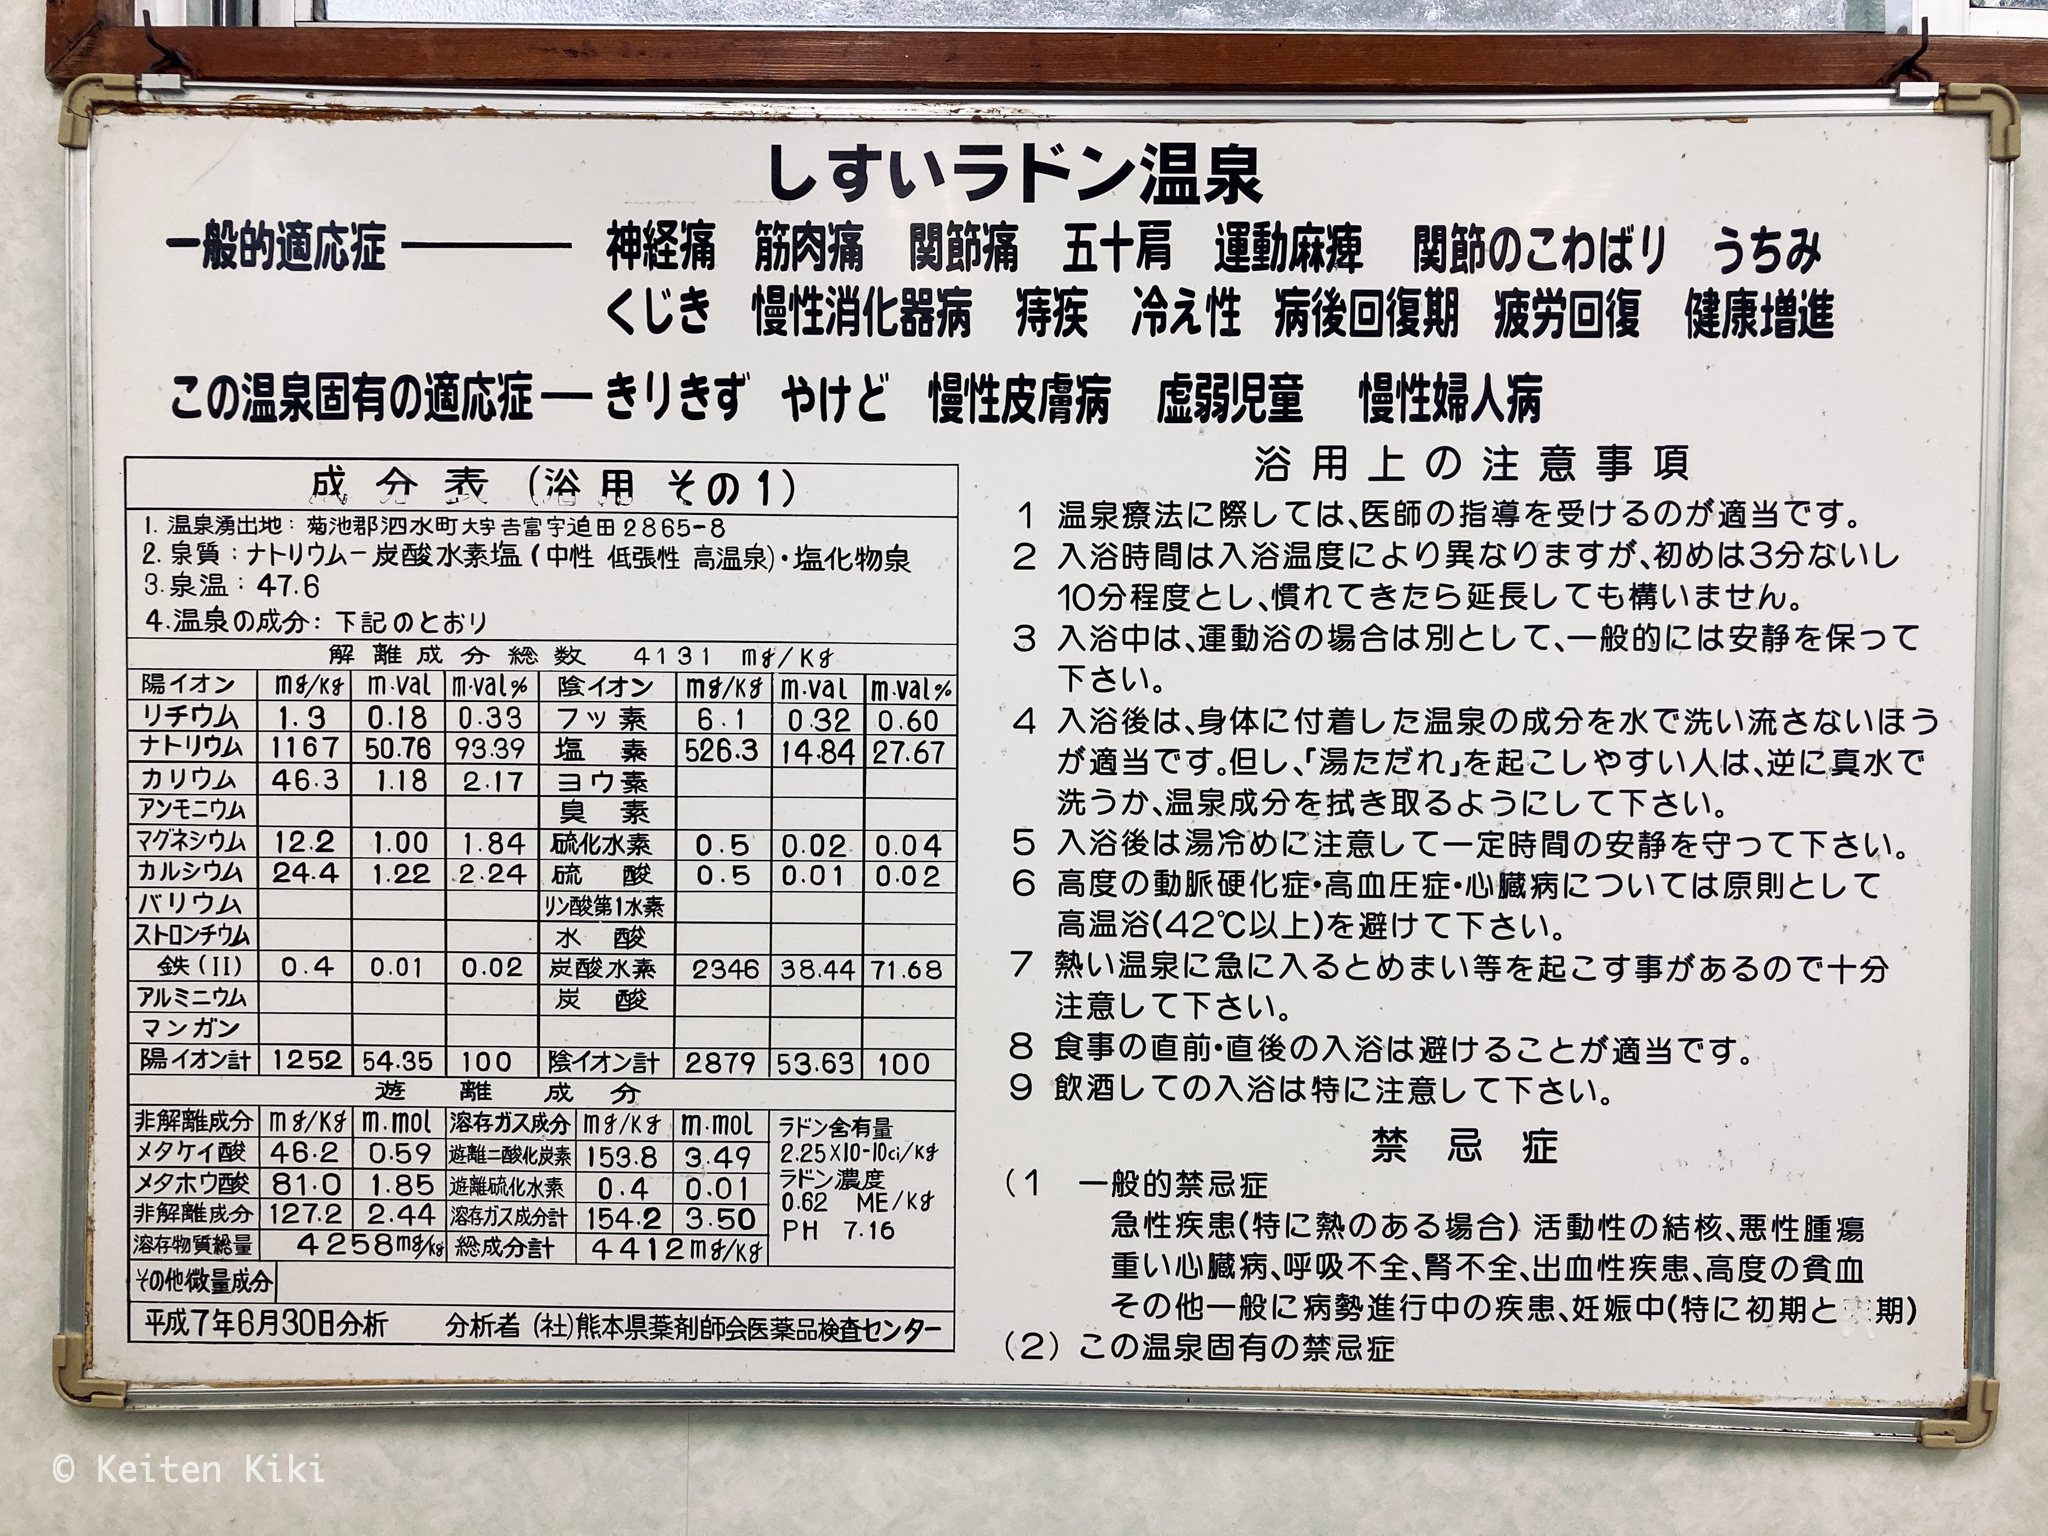 しすいラドン温泉
一般的適応症 ── 神経痛 筋肉痛 関節痛 五十肩 運動麻痺 関節のこわばり うちみ
くじき 慢性消化器病 痔疾 冷え性 病後回復期 疲労回復 健康増進
この温泉固有の適応症 ─ きりきず やけど 慢性皮膚病 虚弱児童 慢性婦人病
成分表(浴用 その1)
1. 温泉湧出地: 菊池郡泗水町大字吉富字迫田2865-8
2. 泉質:ナトリウム－炭酸水素塩(中性 低張性 高温泉)・塩化物泉
3. 泉温:47.6
4.温泉の成分: 下記のとおり
解離成分総数 4131 mg/Kg
陽イオン mg/Kg m.val m.val% 陰イオン mg/Kg m.val m.val%
リチウム 1.3 0.18 0.33 フッ素 6.1 0.32 0.60
ナトリウム 1167 50.76 93.39 塩素 526.3 14.84 27.67
カリウム 46.3 1.18 2.17 ヨウ素
アンモニウム 臭素
マグネシウム 12.2 1.00 1.84 硫化水素 0.5 0.02 0.04
カルシウム 24.4 1.22 2.24 硫酸 0.5 0.01 0.02
バリウム リン酸第1水素
ストロンチウム 水酸
鉄(II) 0.4 0.01 0.02 炭酸水素 2346 38.44 71.68
アルミニウム 炭酸
マンガン
陽イオン計 1252 54.35 100 陰イオン計 2879 53.63 100
遊離成分
非解離成分 mg/Kg m.mol 溶存ガス成分 mg/Kg m.mol
メタケイ酸 46.2 0.59 遊離二酸化炭素 153.8 3.49
メタホウ酸 81.0 1.85 遊離硫化水素 0.4 0.01
非解離成分 127.2 2.44 溶存ガス成分計 154.2 3.50
溶存物質総量 4258mg/Kg 総成分計 4412mg/Kg
ラドン含有量
2.25X10-10ci/Kg
ラドン濃度
0.62 ME/Kg
PH 7.16
その他微量成分
平成7年6月30日分析 分析者 (社)熊本県薬剤師会医薬品検査センター
浴用上の注意事項
1 温泉療法に際しては、医師の指導を受けるのが適当です。
2 入浴時間は入浴温度により異なりますが、初めは3分ないし
10分程度とし、慣れてきたら延長しても構いません。
3 入浴中は、運動浴の場合は別として、一般的には安静を保って
下さい。
4 入浴後は、身体に付着した温泉の成分を水で洗い流さないほう
が適当です。但し、「湯ただれ」を起こしやすい人は、逆に真水で
洗うか、温泉成分を拭き取るようにして下さい。
5 入浴後は湯冷めに注意して一定時間の安静を守って下さい。
6 高度の動脈硬化症・高血圧症・心臓病については原則として
高温浴(42℃以上)を避けて下さい。
7 熱い温泉に急に入るとめまい等を起こす事があるので十分
注意して下さい。
8 食事の直前・直後の入浴は避けることが適当です。
9 飲酒しての入浴は特に注意して下さい。
禁忌症
(1 一般的禁忌症
急性疾患(特に熱のある場合) 活動性の結核、悪性腫瘍
重い心臓病、呼吸不全、腎不全、出血性疾患、高度の貧血
その他一般に病勢進行中の疾患、妊娠中(特に初期と末期)
(2) この温泉固有の禁忌症
© Keiten Kiki